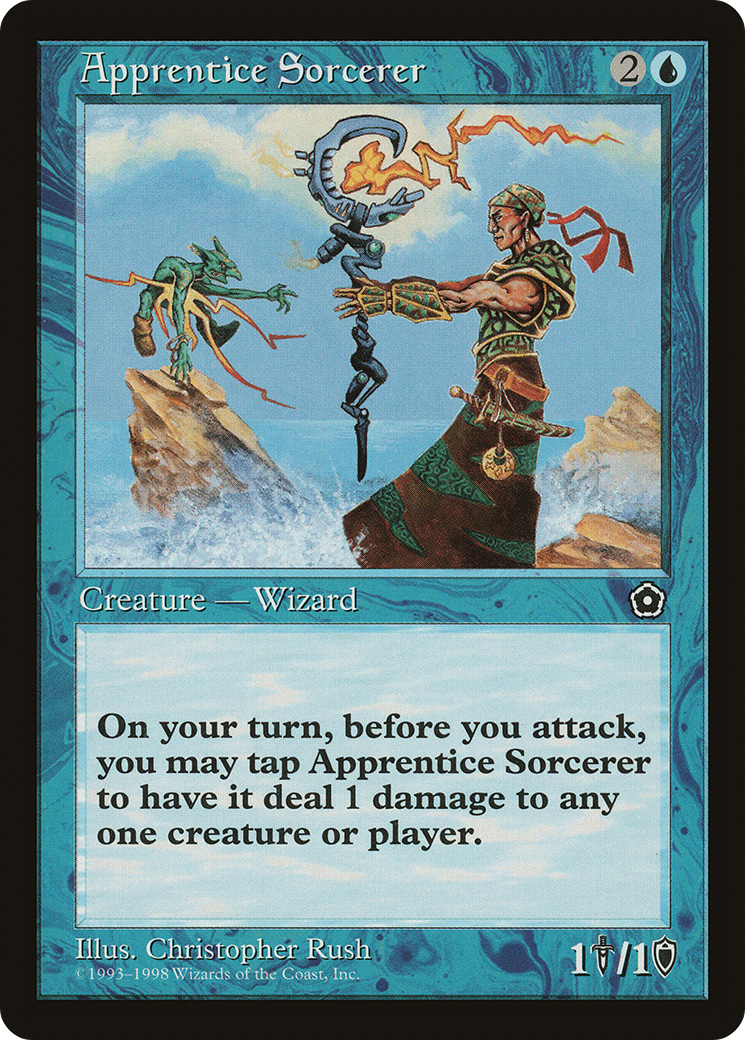 Apprentice Sorcerer 2
Creature — Wizard
On your turn, before you attack,
you may tap Apprentice Sorcerer
to have it deal 1 damage to any
one creature or player.
Illus. Christopher Rush
©1993–1998 Wizards of the Coast, Inc.
1/1